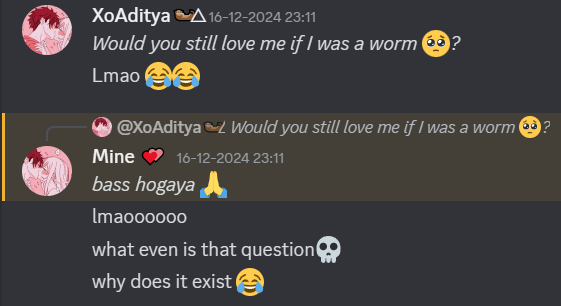 XoAditya 16-12-2024 23:11
Would you still love me if I was a worm 🥺?
Lmao 😂😂
@XoAditya Would you still love me if I was a worm 🥺?
Mine 💕 16-12-2024 23:11
bass hogaya 🙏
lmaoooooo
what even is that question💀
why does it exist 😂